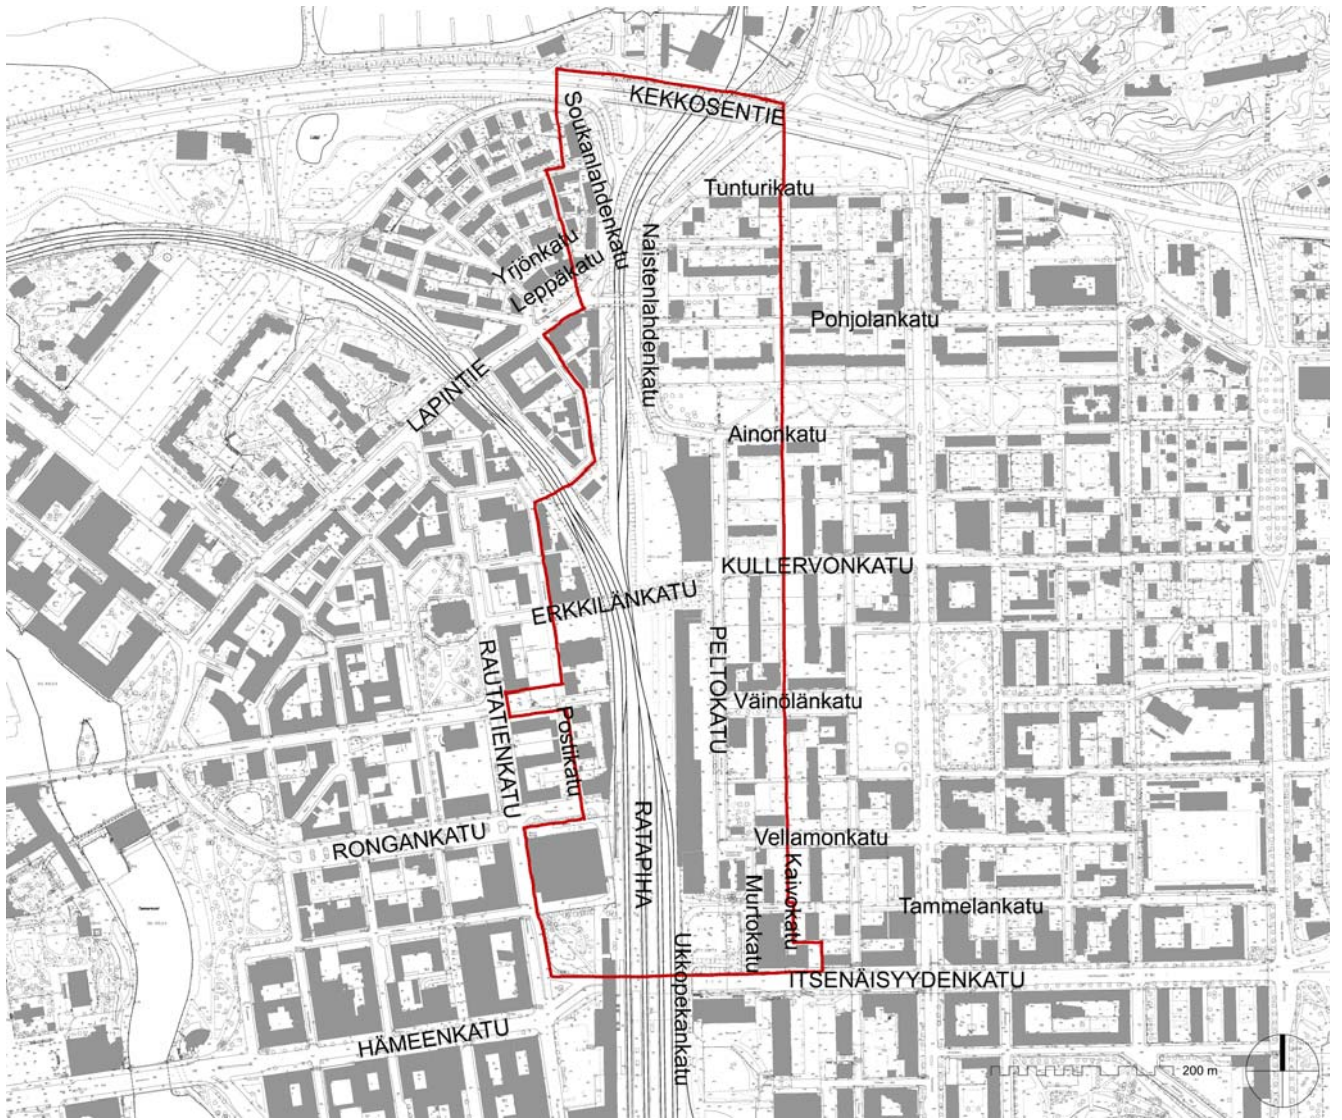 KEKKOSENTIE
Soukanlahdenkatu
Tunturikatu
Naistenlahdenkatu
Yrjönkatu
Leppäkatu
Pohjolankatu
LAPINTIE
Ainonkatu
KULLERVONKATU
ERKKILÄNKATU
PELTOKATU
RAUTATIENKATU
Väinölänkatu
Postikatu
RATAPIHA
RONGANKATU
Vellamonkatu
Kaivokatu
Murtokatu
Tammelankatu
Ukkopekankatu
ITSENÄISYYDENKATU
HÄMEENKATU
200 m